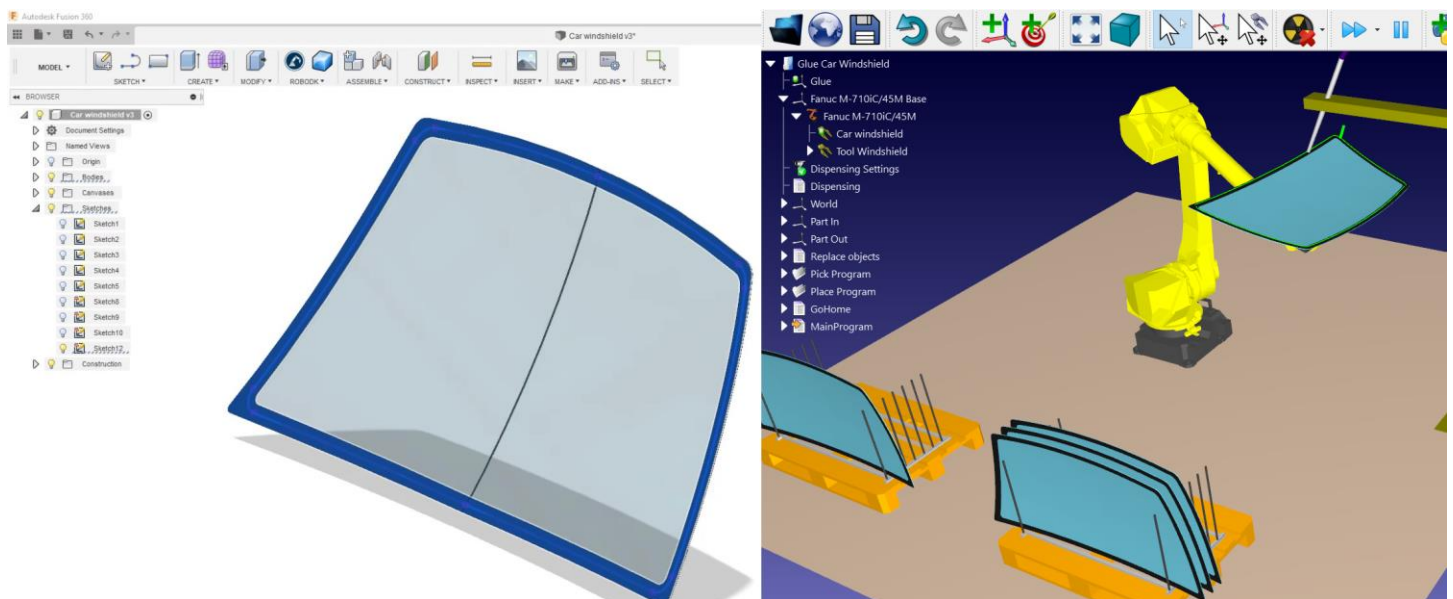 Autodesk Fusion 360
Car windshield v3*
MODEL
SKETCH
CREATE
MODIFY
ROBODK
ASSEMBLE
CONSTRUCT
INSPECT
INSERT
MAKE
ADD-INS
SELECT
BROWSER
Car windshield v3
Document Settings
Named Views
Origin
Bodies
Canvases
Sketches
Sketch1
Sketch2
Sketch3
Sketch4
Sketch5
Sketch8
Sketch9
Sketch10
Sketch12
Construction
Glue Car Windshield
Glue
Fanuc M-710iC/45M Base
Fanuc M-710iC/45M
Car windshield
Tool Windshield
Dispensing Settings
Dispensing
World
Part In
Part Out
Replace objects
Pick Program
Place Program
GoHome
MainProgram